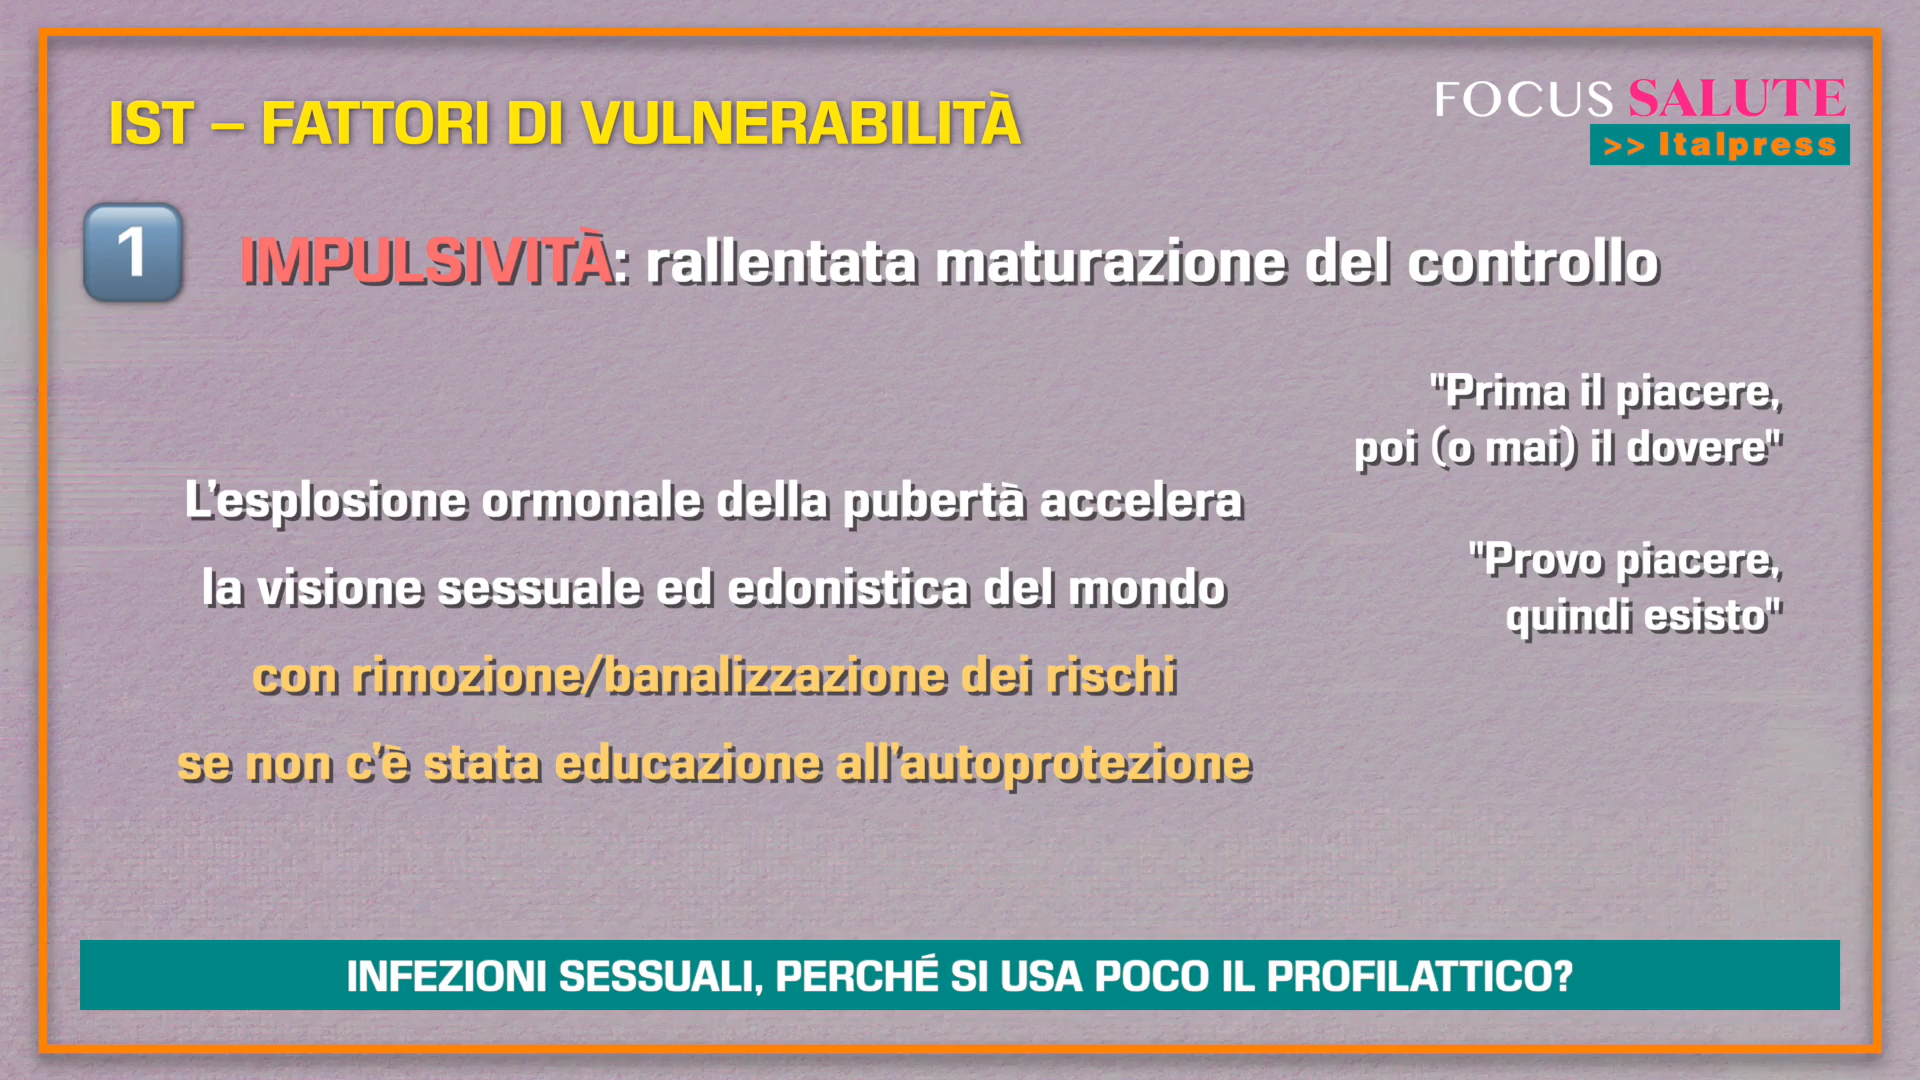 IST – FATTORI DI VULNERABILITÀ
FOCUS SALUTE
>> Italpress
1
IMPULSIVITÀ: rallentata maturazione del controllo
"Prima il piacere,
poi (o mai) il dovere"
L'esplosione ormonale della pubertà accelera
la visione sessuale ed edonistica del mondo
con rimozione/banalizzazione dei rischi
se non c'è stata educazione all'autoprotezione
"Provo piacere,
quindi esisto"
INFEZIONI SESSUALI, PERCHÉ SI USA POCO IL PROFILATTICO?